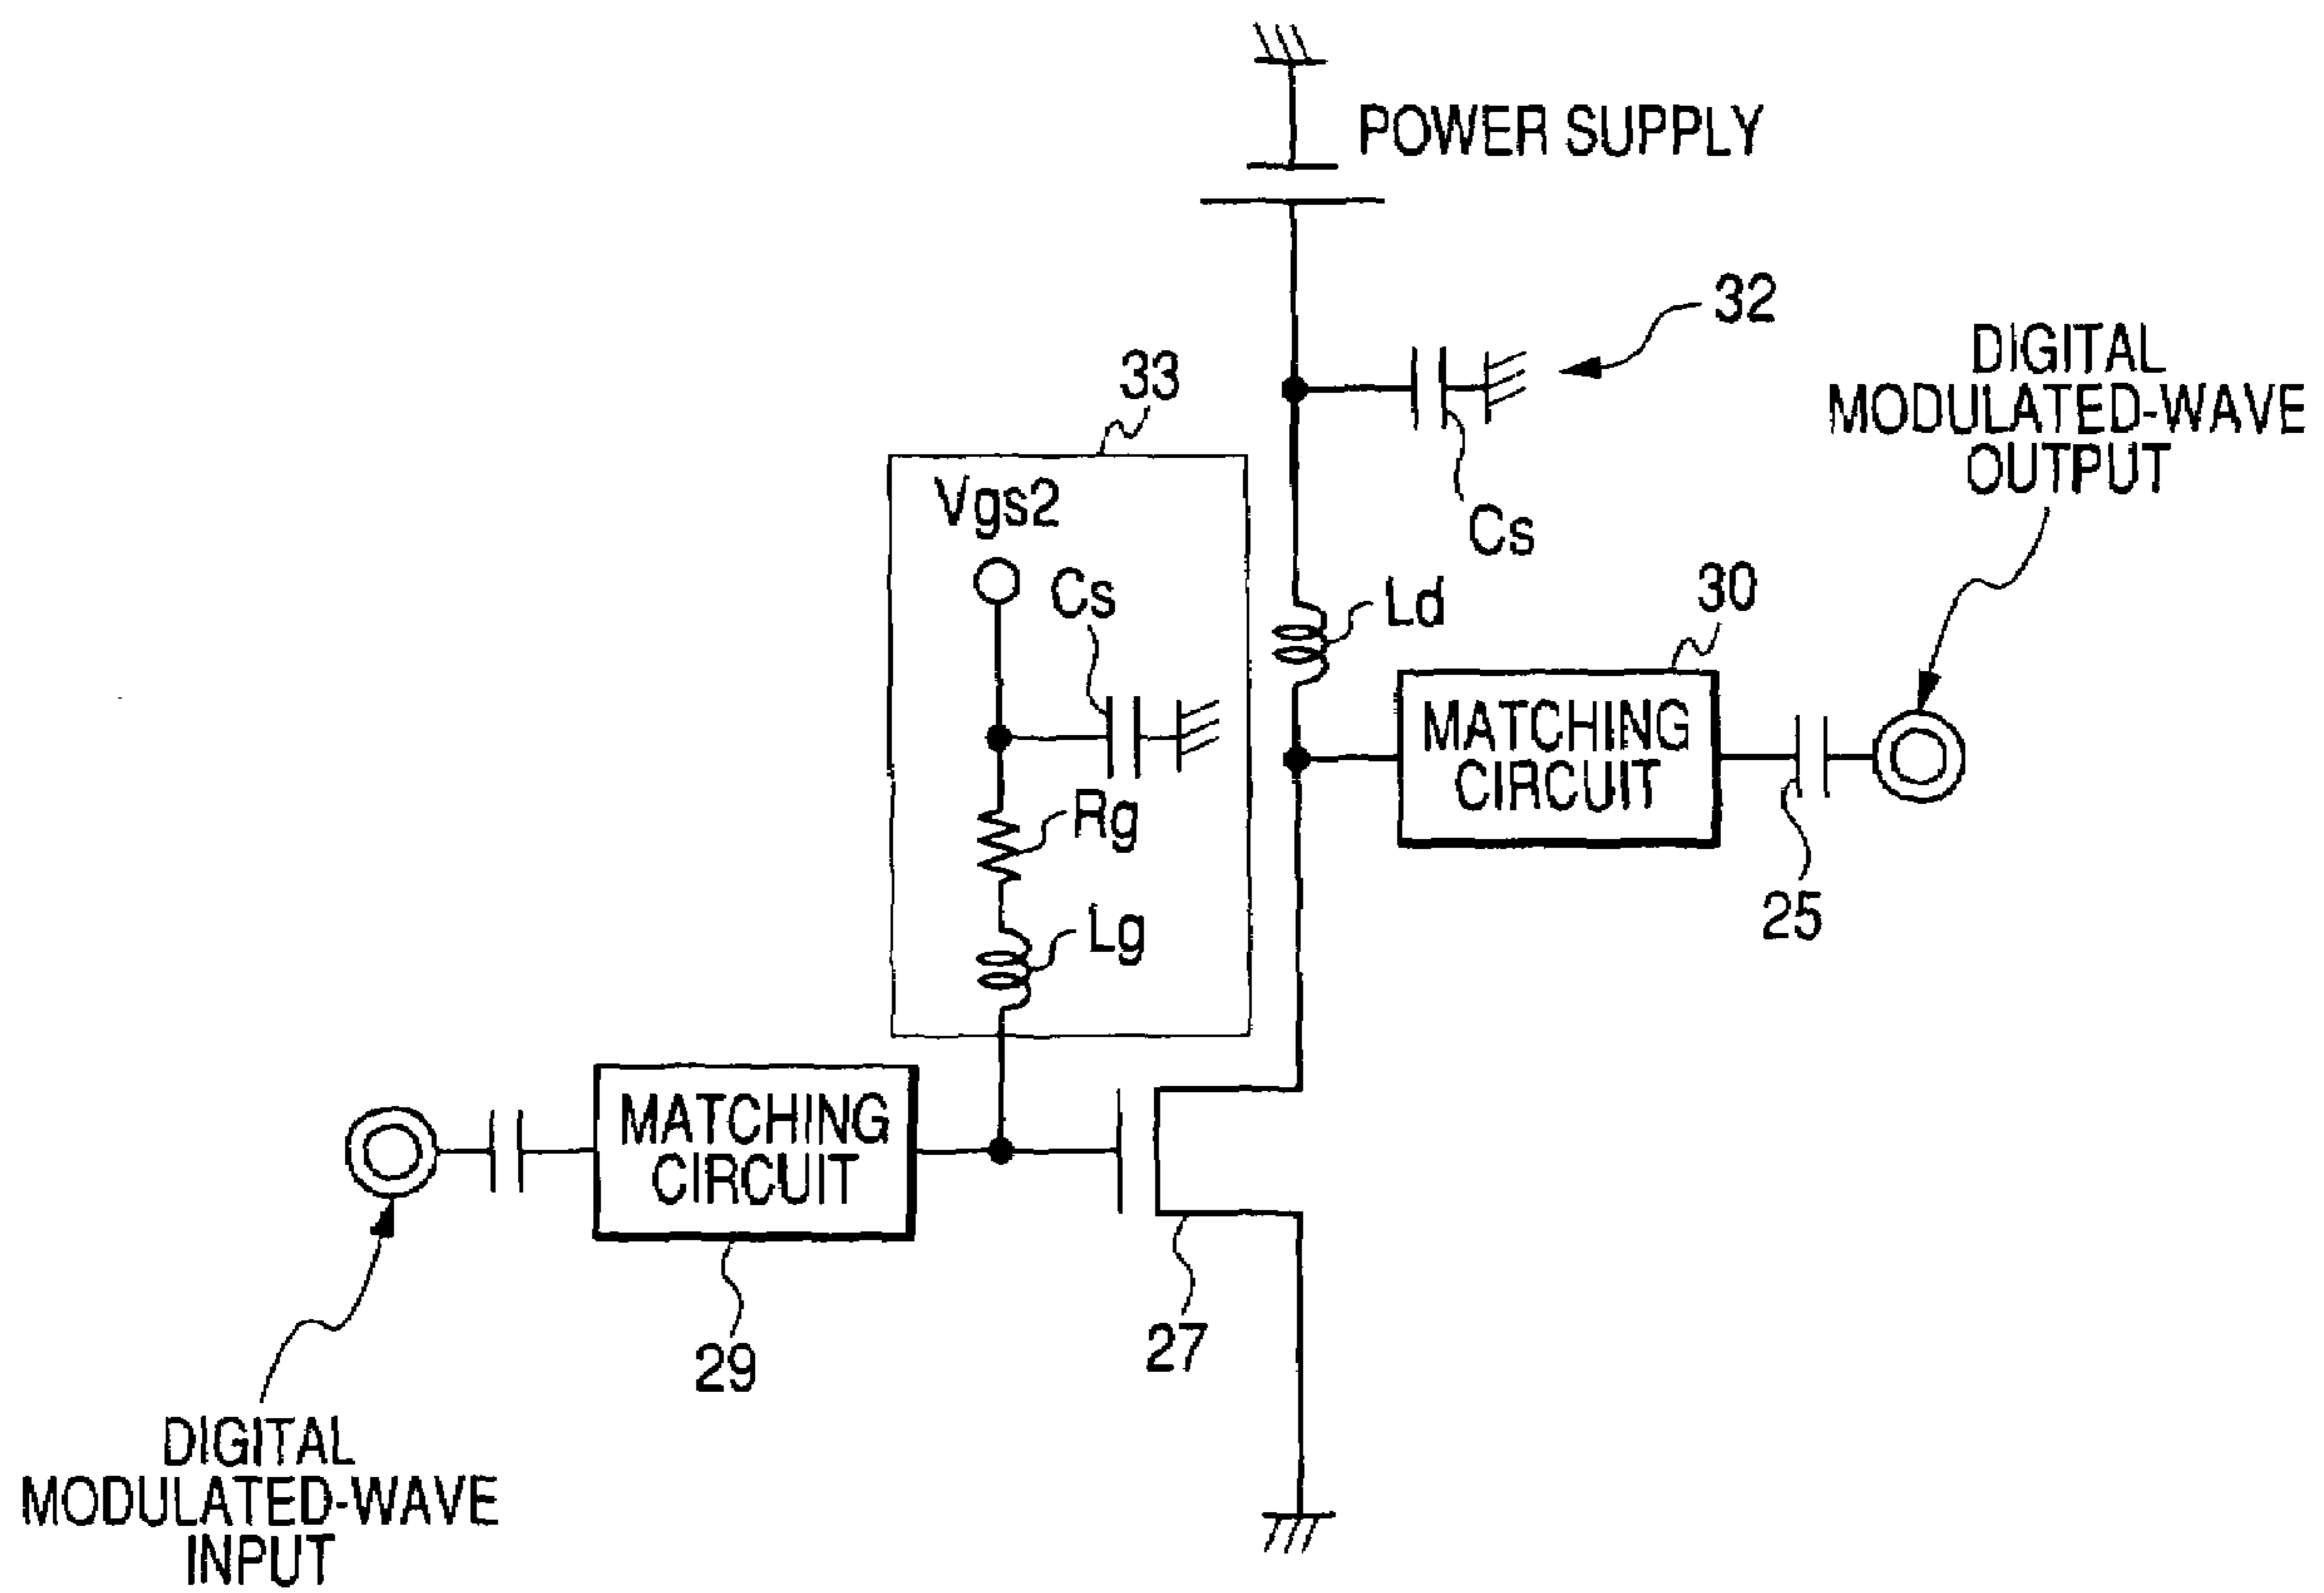 POWER SUPPLY
32
DIGITAL
MODULATED-WAVE
OUTPUT
33
Vgs2
Cs
Cs
Ld
30
MATCHING
CIRCUIT
Rg
25
Lg
MATCHING
CIRCUIT
29
27
DIGITAL
MODULATED-WAVE
INPUT